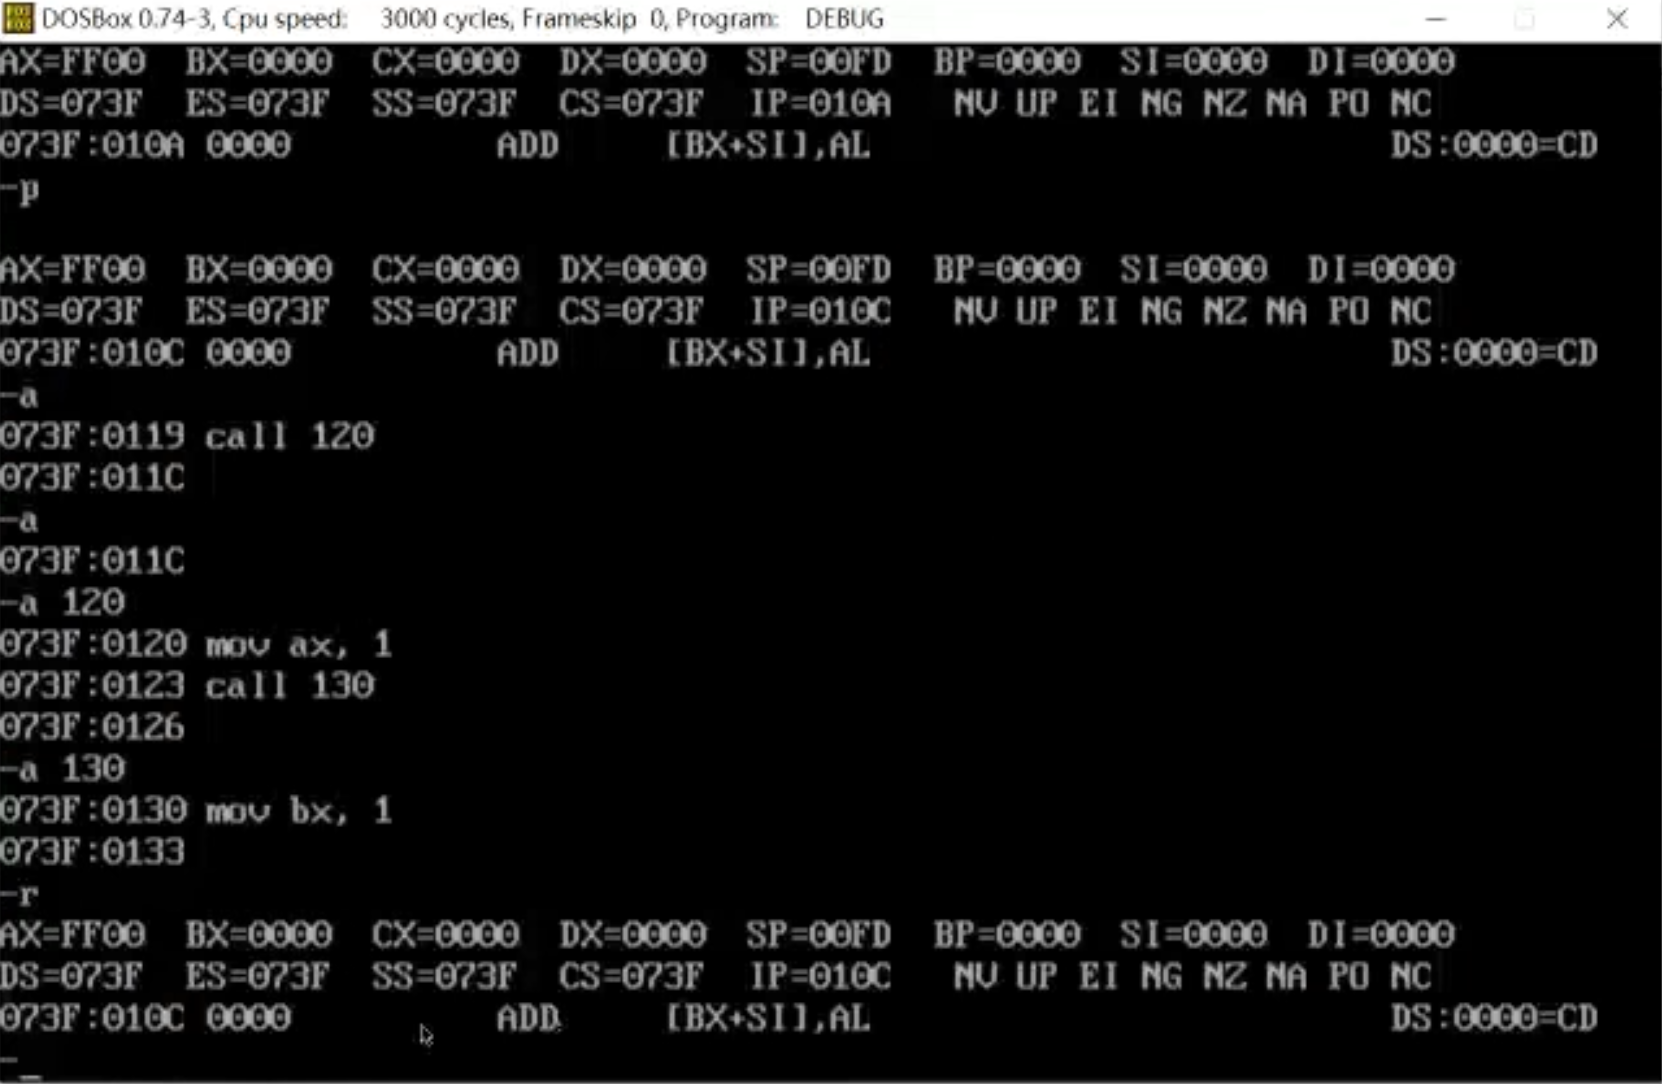 DOSBox 0.74-3, Cpu speed:    3000 cycles, Frameskip  0, Program:    DEBUG
AX=FF00  BX=0000  CX=0000  DX=0000  SP=00FD  BP=0000  SI=0000  DI=0000
DS=073F  ES=073F  SS=073F  CS=073F  IP=010A   NV UP EI NG NZ NA PO NC
073F:010A 0000          ADD     [BX+SI],AL                         DS:0000=CD
-p
AX=FF00  BX=0000  CX=0000  DX=0000  SP=00FD  BP=0000  SI=0000  DI=0000
DS=073F  ES=073F  SS=073F  CS=073F  IP=010C   NV UP EI NG NZ NA PO NC
073F:010C 0000          ADD     [BX+SI],AL                         DS:0000=CD
-a
073F:0119 call 120
073F:011C
-a
073F:011C
-a 120
073F:0120 mov ax, 1
073F:0123 call 130
073F:0126
-a 130
073F:0130 mov bx, 1
073F:0133
-r
AX=FF00  BX=0000  CX=0000  DX=0000  SP=00FD  BP=0000  SI=0000  DI=0000
DS=073F  ES=073F  SS=073F  CS=073F  IP=010C   NV UP EI NG NZ NA PO NC
073F:010C 0000          ADD     [BX+SI],AL                         DS:0000=CD
-_